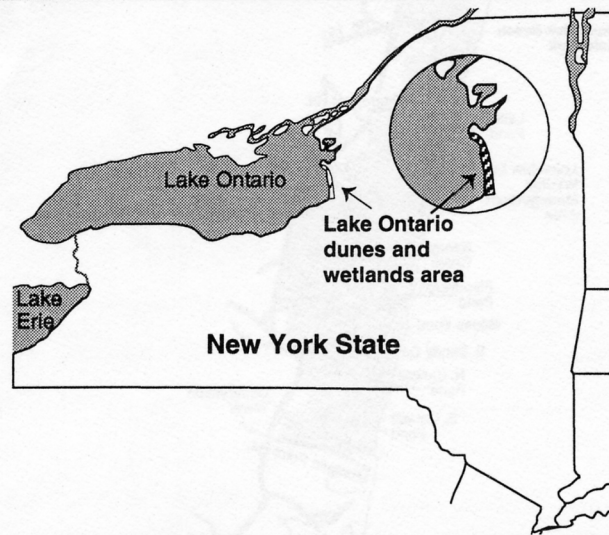 Lake Ontario
Lake Ontario
dunes and
wetlands area
Lake
Erie
New York State